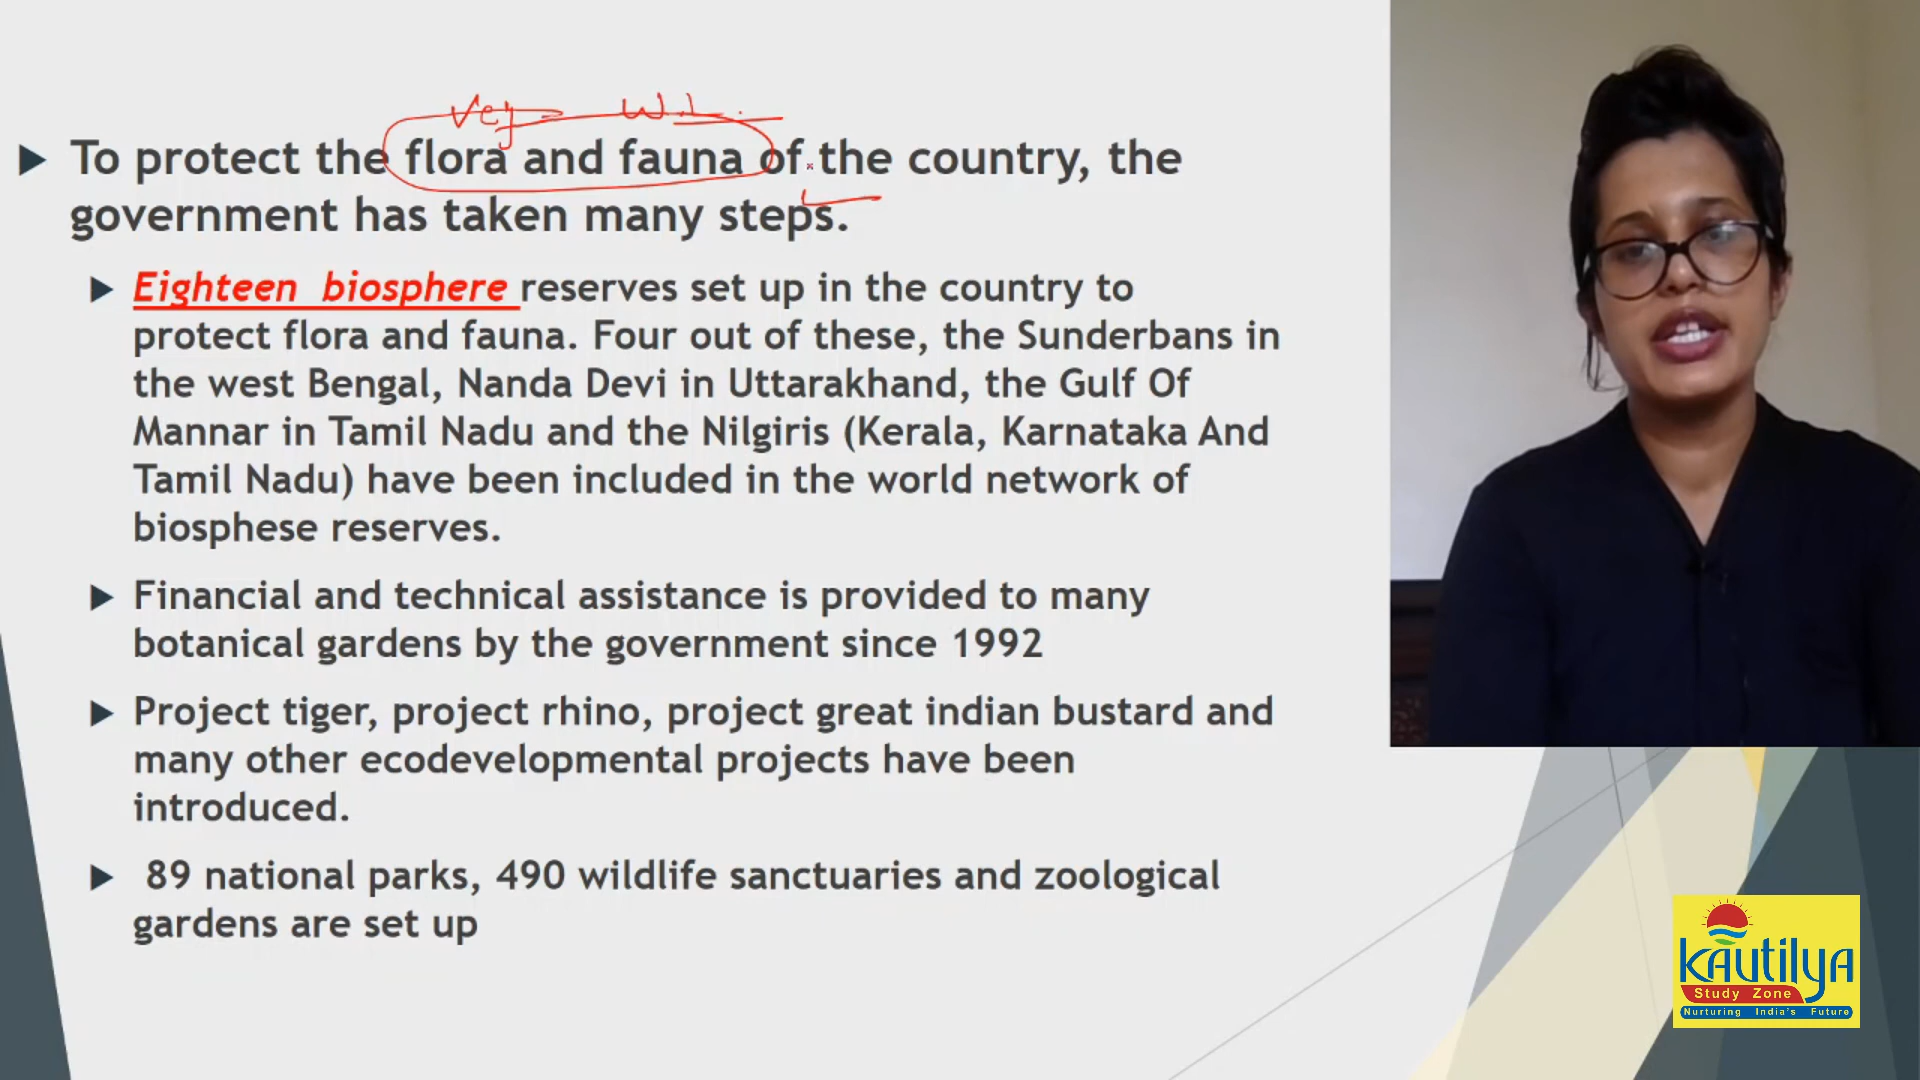 Veg W.L.
► To protect the flora and fauna of the country, the
government has taken many steps.
► Eighteen biosphere reserves set up in the country to
protect flora and fauna. Four out of these, the Sunderbans in
the west Bengal, Nanda Devi in Uttarakhand, the Gulf Of
Mannar in Tamil Nadu and the Nilgiris (Kerala, Karnataka And
Tamil Nadu) have been included in the world network of
biosphese reserves.
► Financial and technical assistance is provided to many
botanical gardens by the government since 1992
► Project tiger, project rhino, project great indian bustard and
many other ecodevelopmental projects have been
introduced.
► 89 national parks, 490 wildlife sanctuaries and zoological
gardens are set up
kautilya
Study Zone
Nurturing India's Future